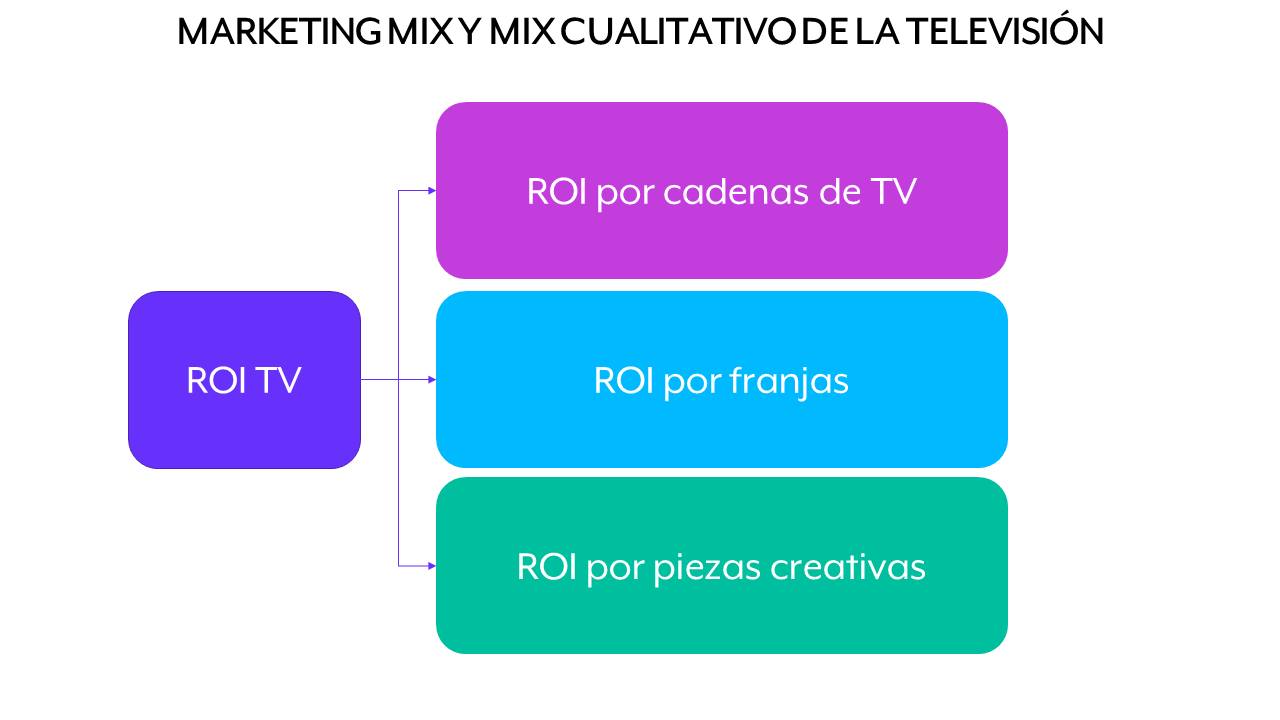 MARKETING MIX Y MIX CUALITATIVO DE LA TELEVISIÓN
ROI por cadenas de TV
ROI TV
ROI por franjas
ROI por piezas creativas